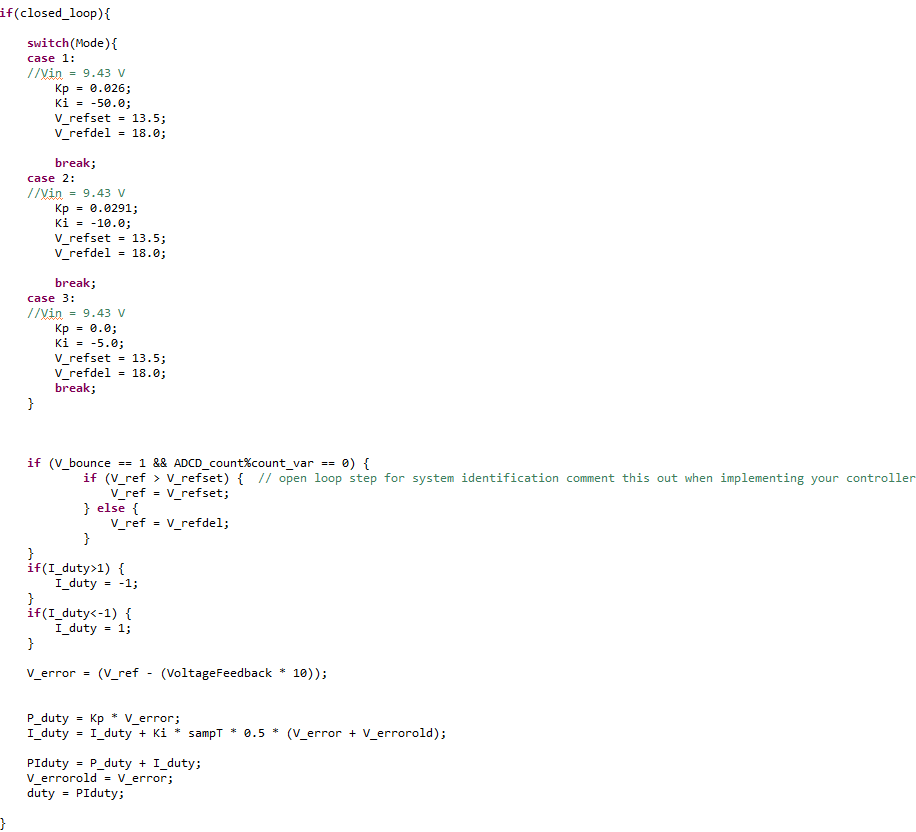 if(closed_loop){
switch(Mode){
case 1:
//Vin = 9.43 V
Kp = 0.026;
Ki = -50.0;
V_refset = 13.5;
V_refdel = 18.0;
break;
case 2:
//Vin = 9.43 V
Kp = 0.0291;
Ki = -10.0;
V_refset = 13.5;
V_refdel = 18.0;
break;
case 3:
//Vin = 9.43 V
Kp = 0.0;
Ki = -5.0;
V_refset = 13.5;
V_refdel = 18.0;
break;
}
if (V_bounce == 1 && ADCD_count%count_var == 0) {
if (V_ref > V_refset) {  // open loop step for system identification comment this out when implementing your controller
V_ref = V_refset;
} else {
V_ref = V_refdel;
}
}
if(I_duty>1) {
I_duty = -1;
}
if(I_duty<-1) {
I_duty = 1;
}
V_error = (V_ref - (VoltageFeedback * 10));
P_duty = Kp * V_error;
I_duty = I_duty + Ki * sampT * 0.5 * (V_error + V_errorold);
PIduty = P_duty + I_duty;
V_errorold = V_error;
duty = PIduty;
}